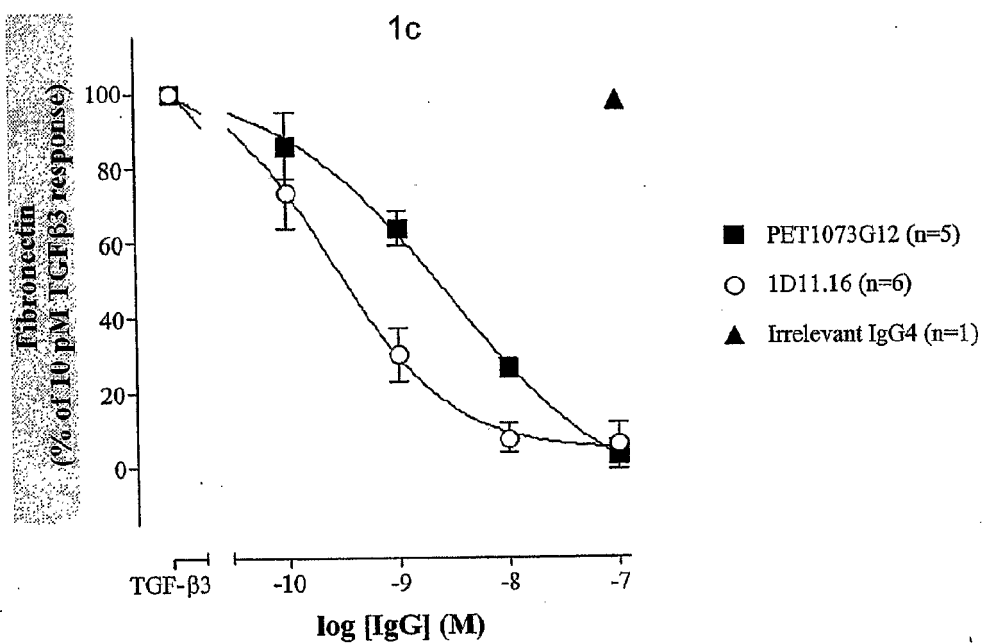 1c
Fibronectin
(% of 10 pM TGFβ3 response)
100
80
60
40
20
0
TGF-β3
-10
-9
-8
-7
log [IgG] (M)
PET1073G12 (n=5)
1D11.16 (n=6)
Irrelevant IgG4 (n=1)